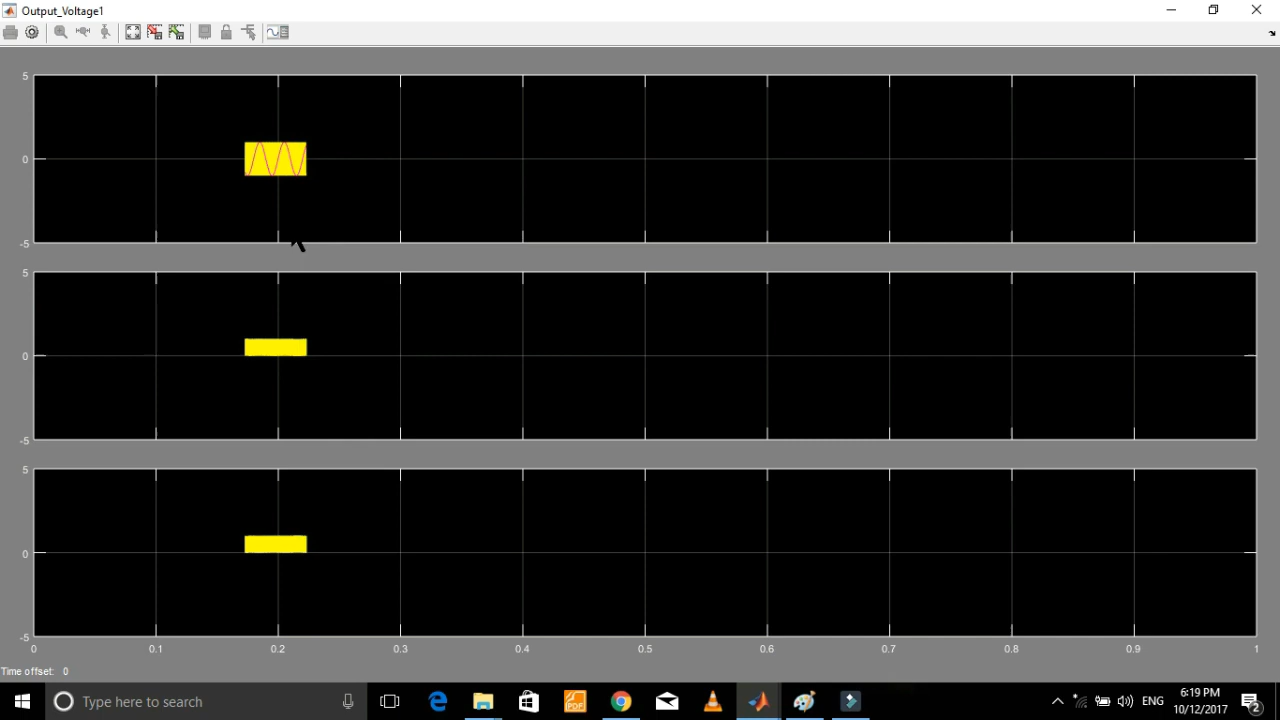 Output_Voltage1
5
0
-5
5
0
-5
5
0
-5
0 0.1 0.2 0.3 0.4 0.5 0.6 0.7 0.8 0.9 1
Time offset: 0
Type here to search
PDF
ENG
6:19 PM
10/12/2017
2